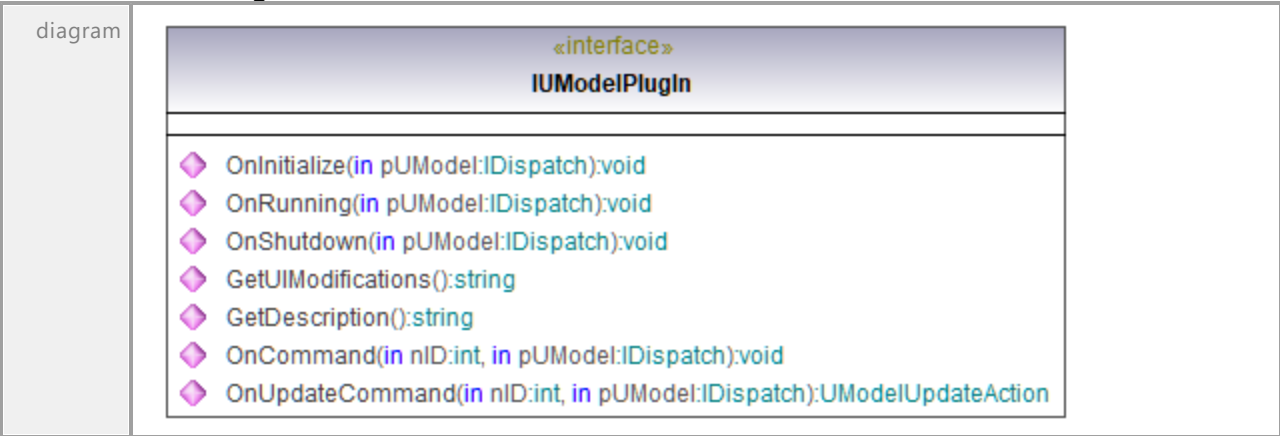 diagram
«interface»
IUModelPlugIn
OnInitialize(in pUModel:IDispatch):void
OnRunning(in pUModel:IDispatch):void
OnShutdown(in pUModel:IDispatch):void
GetUIModifications():string
GetDescription():string
OnCommand(in nID:int, in pUModel:IDispatch):void
OnUpdateCommand(in nID:int, in pUModel:IDispatch):UModelUpdateAction